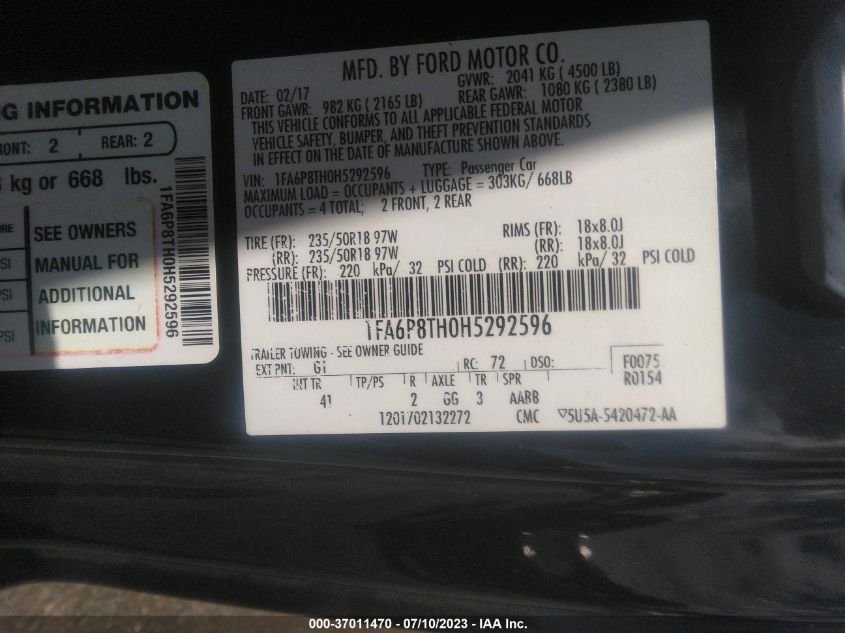 NG INFORMATION
RONT: 2 REAR: 2
kg or 668 lbs.
SEE OWNERS
MANUAL FOR
ADDITIONAL
INFORMATION
PSI
1FA6P8TH0H5292596
MFD. BY FORD MOTOR CO.
DATE: 02/17 GVWR: 2041 KG ( 4500 LB)
FRONT GAWR: 982 KG ( 2165 LB) REAR GAWR: 1080 KG ( 2380 LB)
THIS VEHICLE CONFORMS TO ALL APPLICABLE FEDERAL MOTOR
VEHICLE SAFETY, BUMPER, AND THEFT PREVENTION STANDARDS
IN EFFECT ON THE DATE OF MANUFACTURE SHOWN ABOVE.
VIN: 1FA6P8TH0H5292596 TYPE: Passenger Car
MAXIMUM LOAD = OCCUPANTS + LUGGAGE = 303KG/ 668LB
OCCUPANTS = 4 TOTAL; 2 FRONT, 2 REAR
TIRE (FR): 235/50R18 97W RIMS (FR): 18x8.0J
(RR): 235/50R18 97W (RR): 18x8.0J
PRESSURE (FR): 220 kPa/ 32 PSI COLD (RR): 220 kPa/ 32 PSI COLD
1FA6P8TH0H5292596
TRAILER TOWING - SEE OWNER GUIDE
EXT PNT: G1 RC: 72 DSO: F0075
R0154
INT TR TP/PS R AXLE TR SPR
41 2 GG 3 AABB
1201702132272 CMC 5U5A-5420472-AA
000-37011470 - 07/10/2023 - IAA Inc.